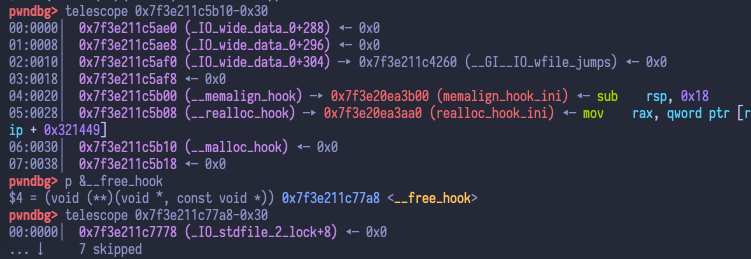 pwndbg> telescope 0x7f3e211c5b10-0x30
00:0000│  0x7f3e211c5ae0 (_IO_wide_data_0+288) ◂— 0x0
01:0008│  0x7f3e211c5ae8 (_IO_wide_data_0+296) ◂— 0x0
02:0010│  0x7f3e211c5af0 (_IO_wide_data_0+304) —▸ 0x7f3e211c4260 (__GI__IO_wfile_jumps) ◂— 0x0
03:0018│  0x7f3e211c5af8 ◂— 0x0
04:0020│  0x7f3e211c5b00 (__memalign_hook) —▸ 0x7f3e20ea3b00 (memalign_hook_ini) ◂— sub    rsp, 0x18
05:0028│  0x7f3e211c5b08 (__realloc_hook) —▸ 0x7f3e20ea3aa0 (realloc_hook_ini) ◂— mov    rax, qword ptr [r
ip + 0x321449]
06:0030│  0x7f3e211c5b10 (__malloc_hook) ◂— 0x0
07:0038│  0x7f3e211c5b18 ◂— 0x0
pwndbg> p &__free_hook
$4 = (void (**)(void *, const void *)) 0x7f3e211c77a8 <__free_hook>
pwndbg> telescope 0x7f3e211c77a8-0x30
00:0000│  0x7f3e211c7778 (_IO_stdfile_2_lock+8) ◂— 0x0
... ↓     7 skipped